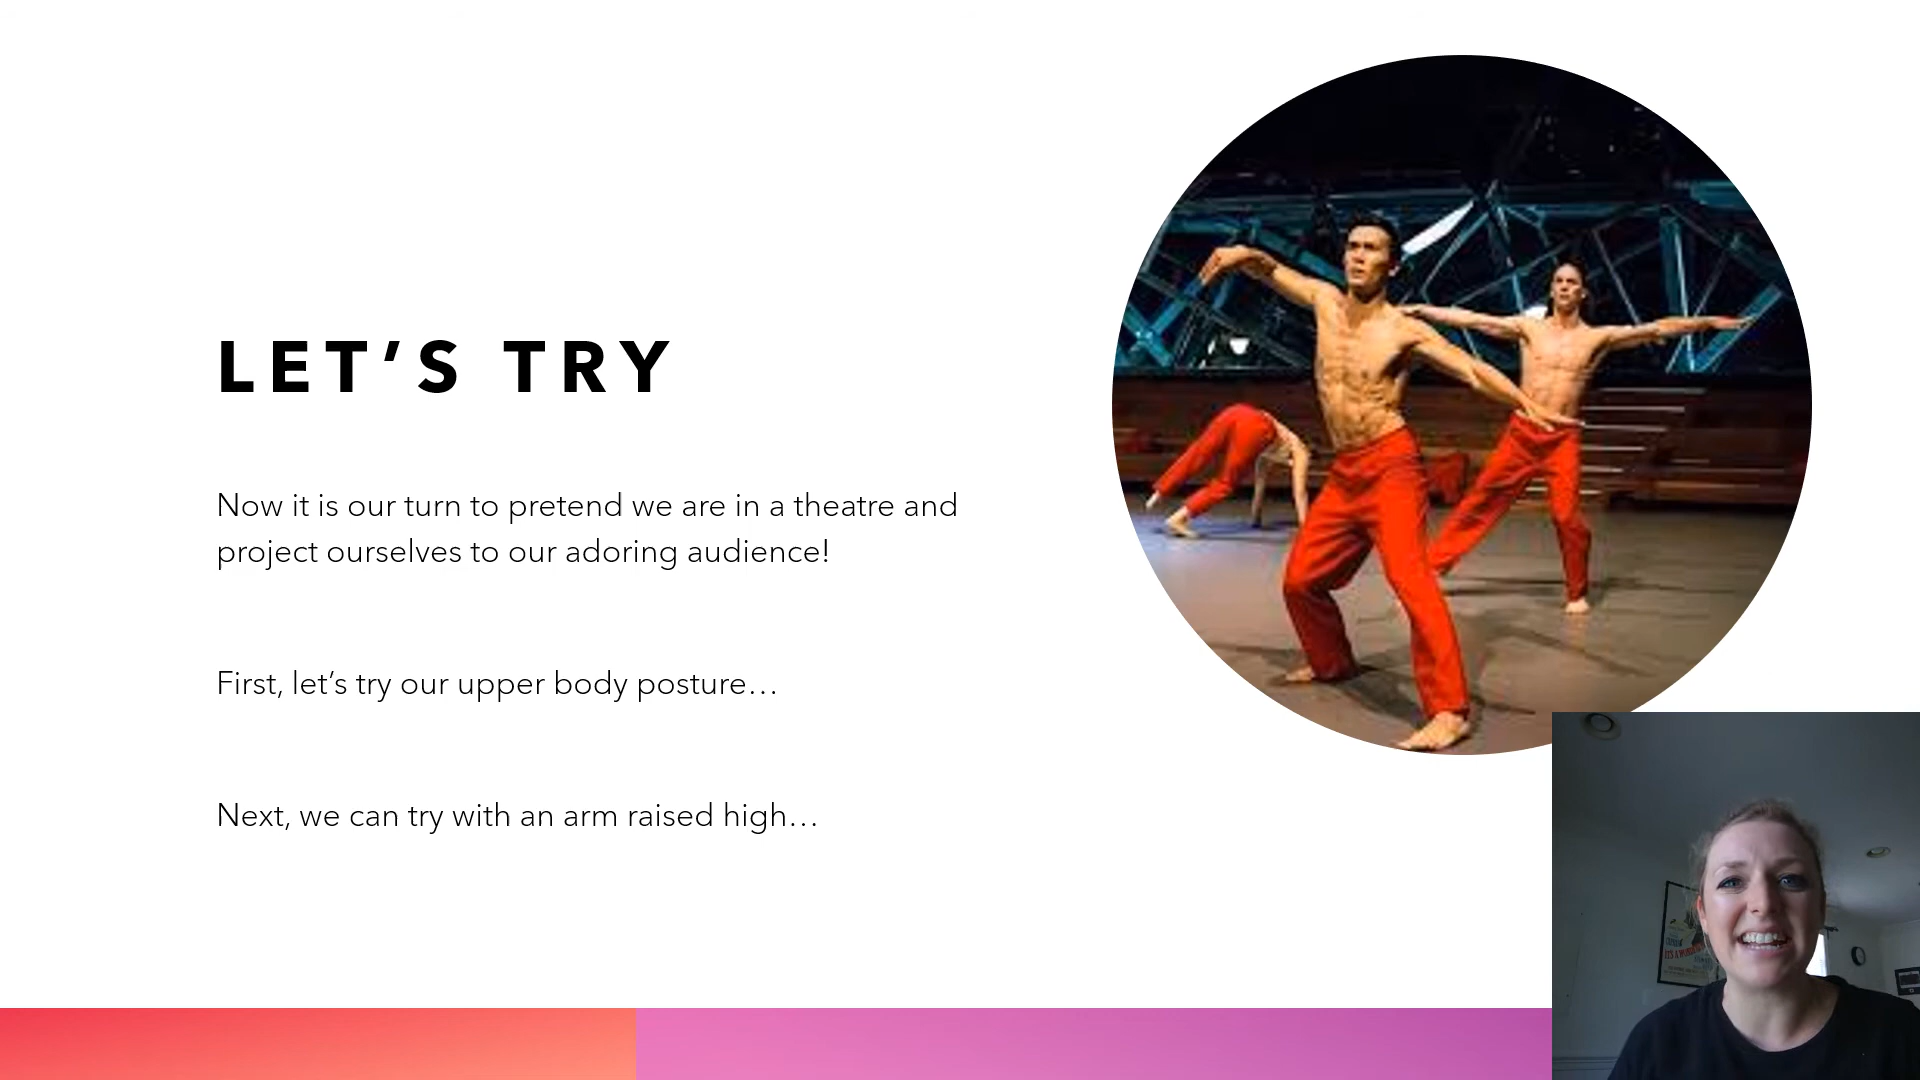 LET’S TRY
Now it is our turn to pretend we are in a theatre and
project ourselves to our adoring audience!
First, let’s try our upper body posture…
Next, we can try with an arm raised high…